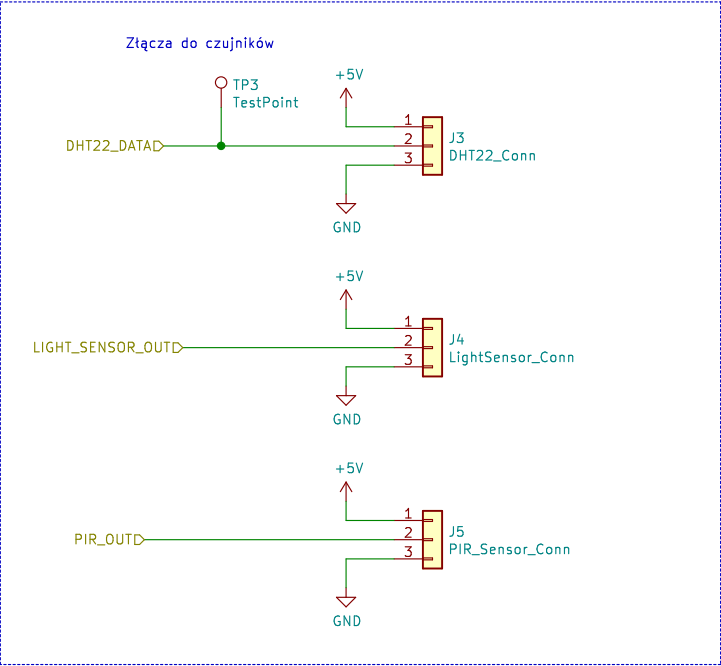 Złącza do czujników
+5V
TP3
TestPoint
1
J3
DHT22_DATA
2
DHT22_Conn
3
GND
+5V
1
J4
LIGHT_SENSOR_OUT
2
LightSensor_Conn
3
GND
+5V
1
J5
PIR_OUT
2
PIR_Sensor_Conn
3
GND